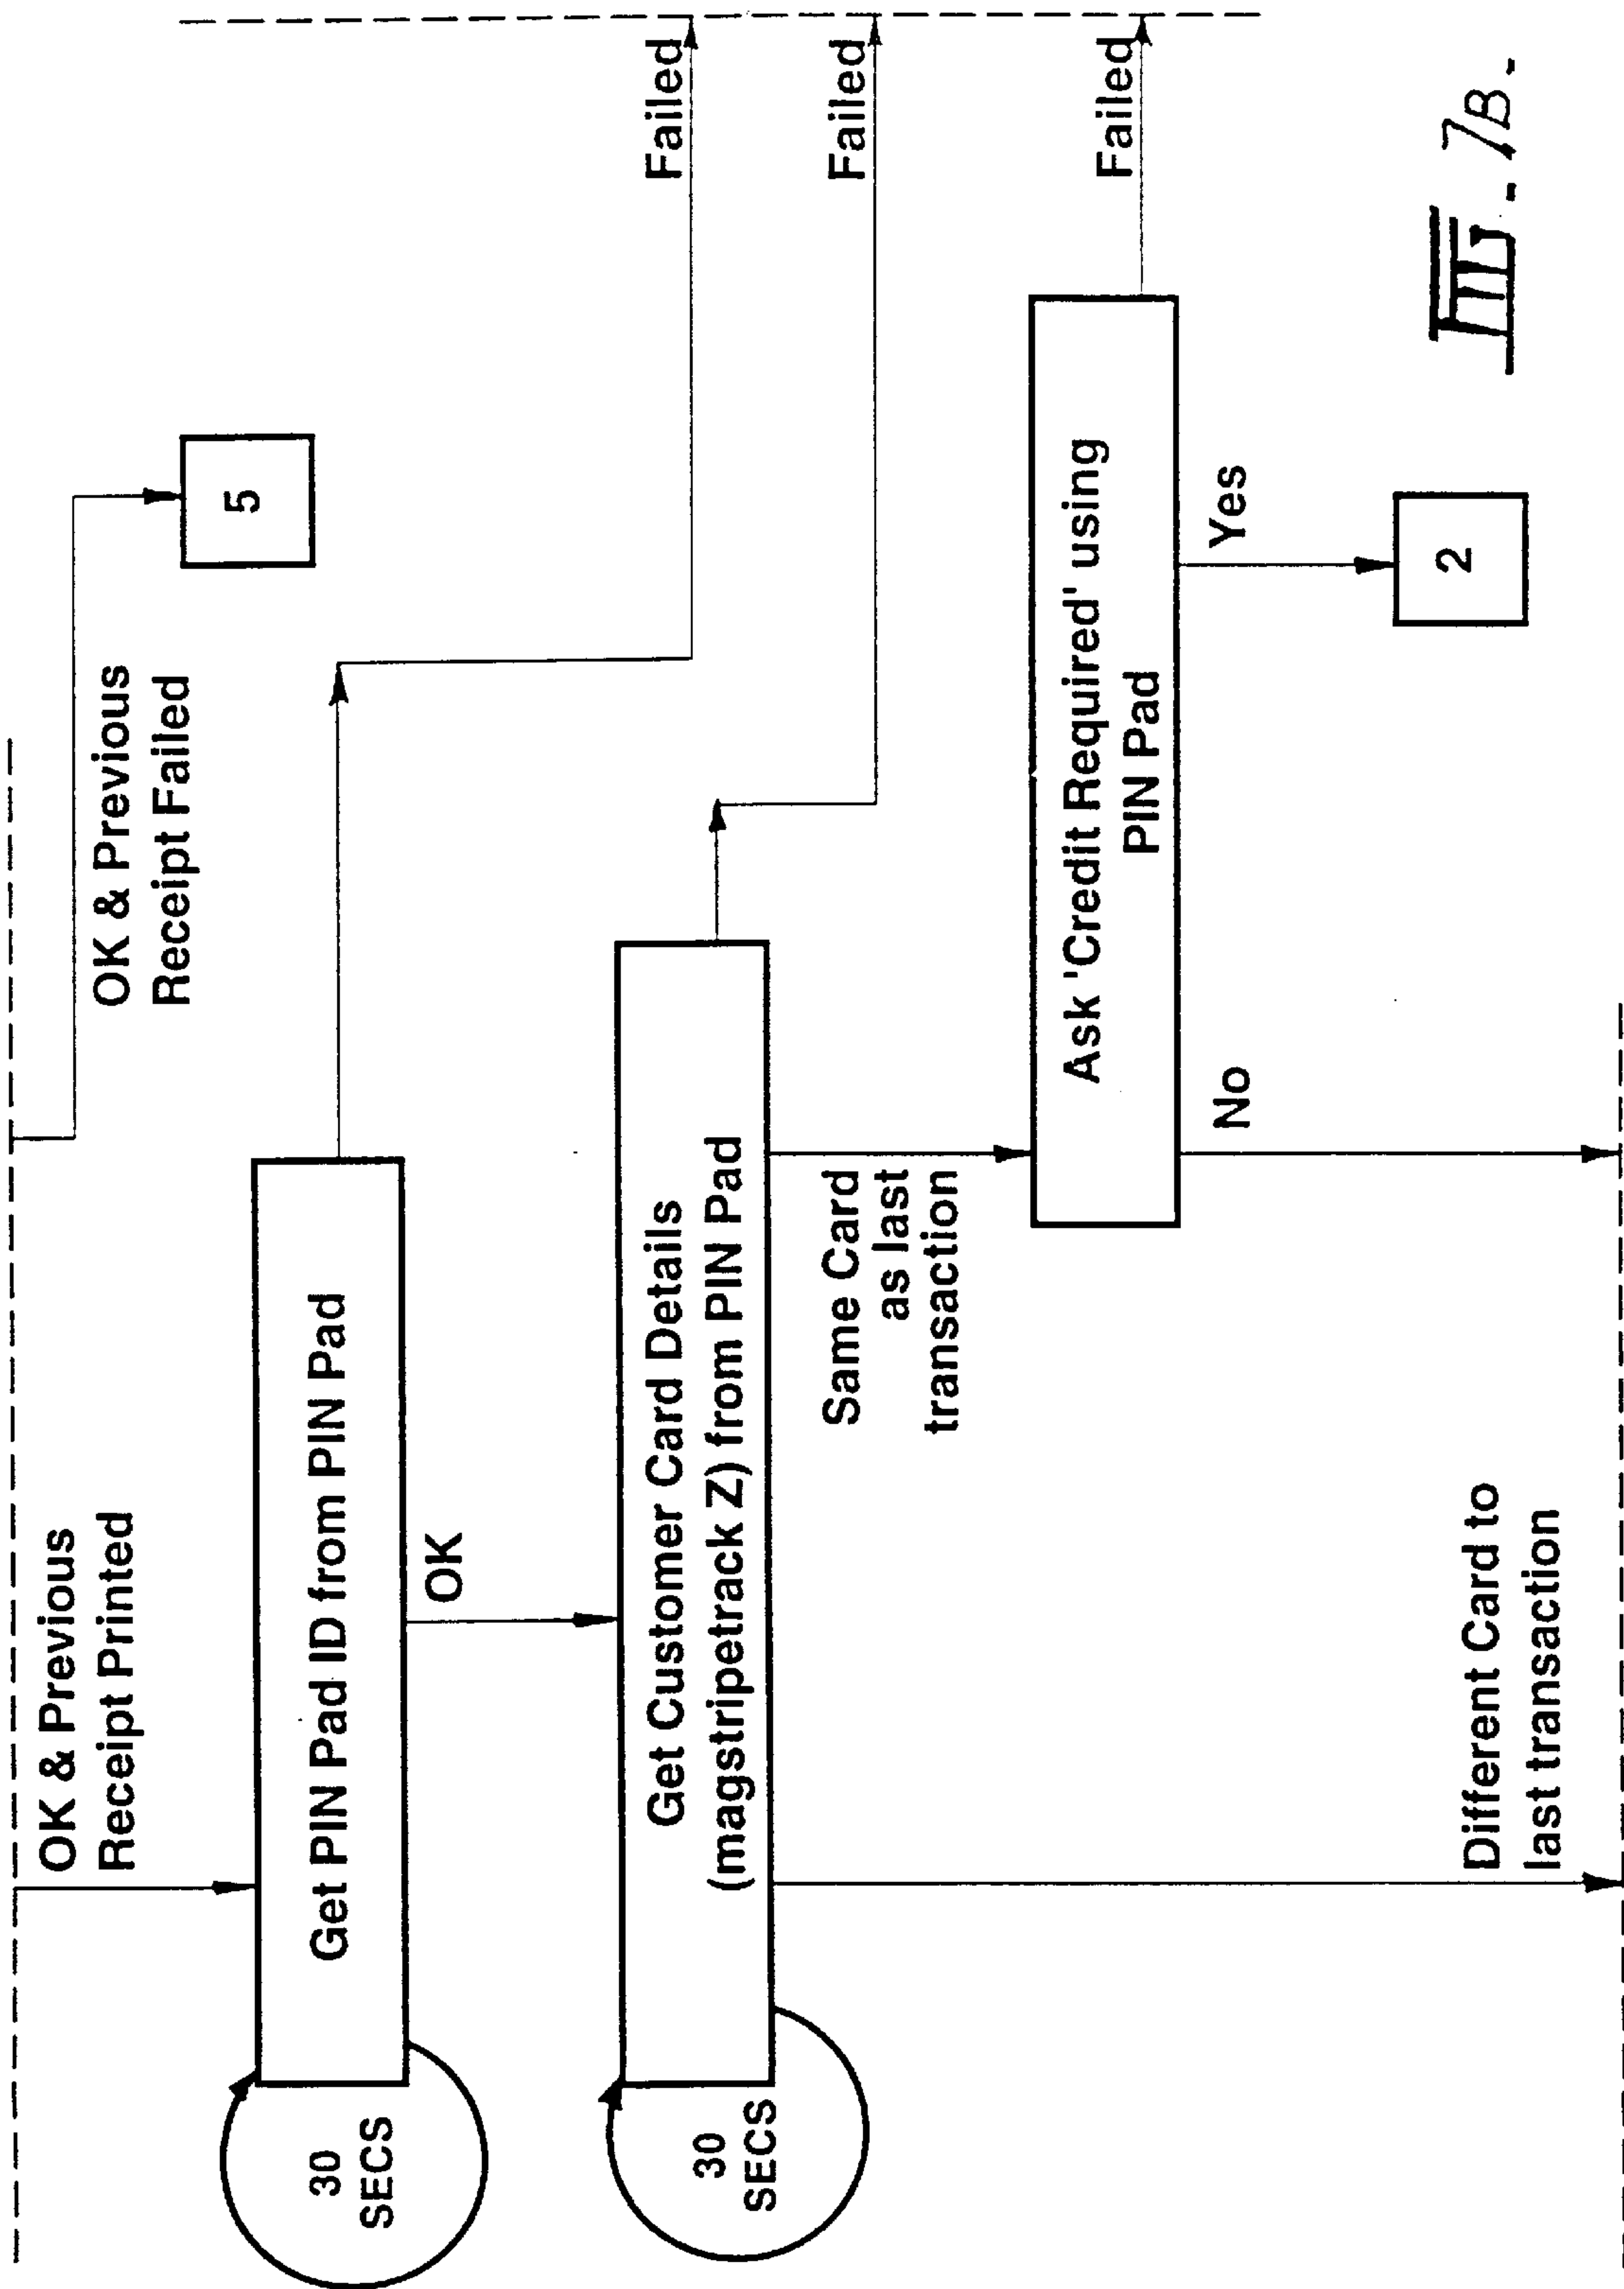 OK & Previous
Receipt Printed
OK & Previous
Receipt Failed
5
30
SECS
Get PIN Pad ID from PIN Pad
OK
Failed
30
SECS
Get Customer Card Details
(magstripetrack Z) from PIN Pad
Failed
Same Card
as last
transaction
Ask 'Credit Required' using
PIN Pad
Failed
No
Yes
2
Different Card to
last transaction
FIG. 7B.